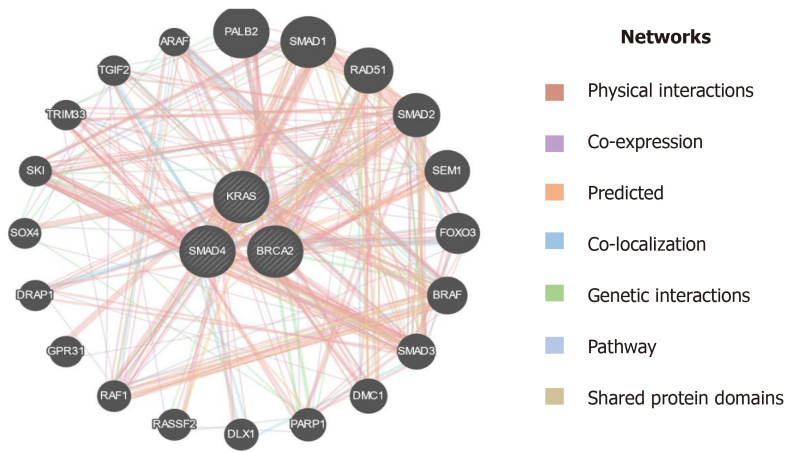 PALB2
SMAD1
ARAF
RAD51
TGIF2
SMAD2
TRIM33
SEM1
SKI
KRAS
SOX4
FOXO3
SMAD4
BRCA2
DRAP1
BRAF
GPR31
SMAD3
RAF1
DMC1
RASSF2
PARP1
DLX1
Networks
Physical interactions
Co-expression
Predicted
Co-localization
Genetic interactions
Pathway
Shared protein domains